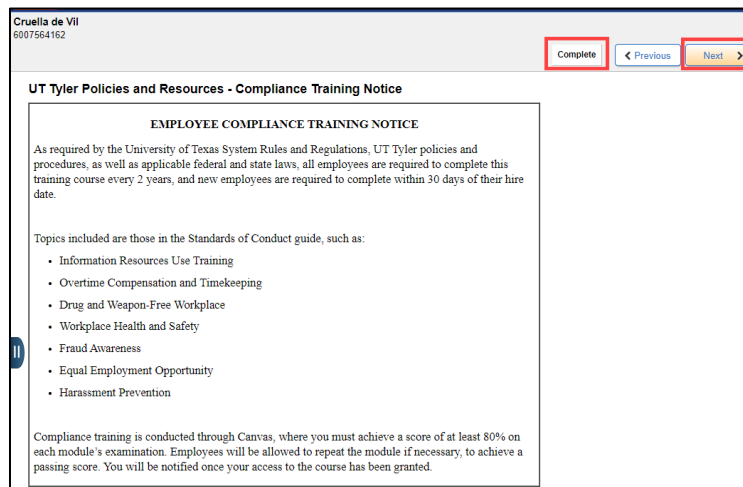 Cruella de Vil
6007564162
Complete
Previous
Next
UT Tyler Policies and Resources - Compliance Training Notice
EMPLOYEE COMPLIANCE TRAINING NOTICE
As required by the University of Texas System Rules and Regulations, UT Tyler policies and
procedures, as well as applicable federal and state laws, all employees are required to complete this
training course every 2 years, and new employees are required to complete within 30 days of their hire
date.
Topics included are those in the Standards of Conduct guide, such as:
• Information Resources Use Training
• Overtime Compensation and Timekeeping
• Drug and Weapon-Free Workplace
• Workplace Health and Safety
• Fraud Awareness
• Equal Employment Opportunity
• Harassment Prevention
Compliance training is conducted through Canvas, where you must achieve a score of at least 80% on
each module's examination. Employees will be allowed to repeat the module if necessary, to achieve a
passing score. You will be notified once your access to the course has been granted.